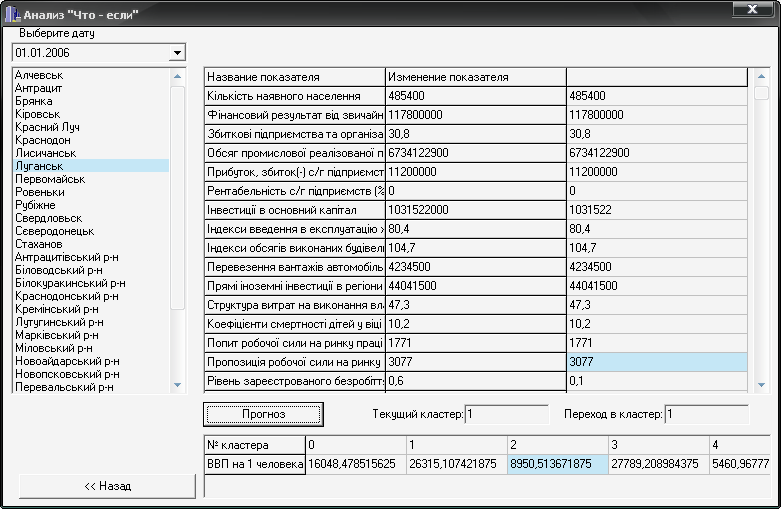 Анализ "Что - если"
Выберите дату
01.01.2006
Алчевськ
Антрацит
Брянка
Кіровськ
Красний Луч
Краснодон
Лисичанськ
Луганськ
Первомайськ
Ровеньки
Рубіжне
Свердловськ
Северодонецьк
Стаханов
Антрацитівський р-н
Біловодський р-н
Білокуракинський р-н
Краснодонський р-н
Кремінський р-н
Лутугинський р-н
Марківський р-н
Міловський р-н
Новоайдарський р-н
Новопсковський р-н
Перевальський р-н
Название показателя Изменение показателя
Кількість наявного населення 485400 485400
Фінансовий результат від звичайн 117800000 117800000
Збиткові підприємства та організа 30,8 30,8
Обсяг промислової реалізованої п 6734122900 6734122900
Прибуток, збиток(-) с/г підприємст 11200000 11200000
Рентабельність с/г підприємств (% 0 0
Інвестиції в основний капітал 1031522000 1031522
Індекси введення в експлуатацію ж 80,4 80,4
Індекси обсягів виконаних будівел 104,7 104,7
Перевезення вантажів автомобіль 4234500 4234500
Прямі іноземні інвестиції в регіони 44041500 44041500
Структура витрат на виконання вл 47,3 47,3
Коефіцієнти смертності дітей у віці 10,2 10,2
Попит робочої сили на ринку праці 1771 1771
Пропозиція робочої сили на ринку 3077 3077
Рівень зареєстрованого безробітт 0,6 0,1
Прогноз
Текущий кластер: 1
Переход в кластер: 1
№ кластера 0 1 2 3 4
ВВП на 1 человека 16048,478515625 26315,107421875 8950,513671875 27789,208984375 5460,96777
<< Назад